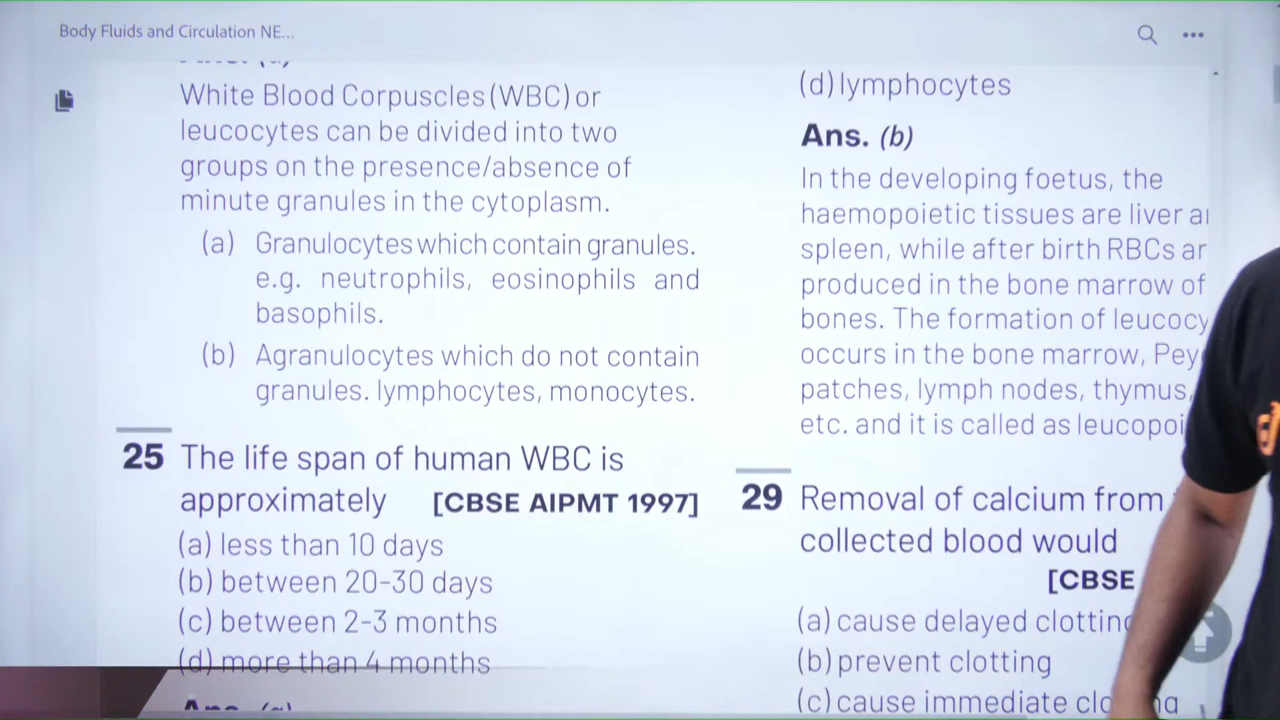 Body Fluids and Circulation NE...
White Blood Corpuscles (WBC) or
leucocytes can be divided into two
groups on the presence/absence of
minute granules in the cytoplasm.
(a) Granulocytes which contain granules.
e.g. neutrophils, eosinophils and
basophils.
(b) Agranulocytes which do not contain
granules. lymphocytes, monocytes.
25 The life span of human WBC is
approximately [CBSE AIPMT 1997]
(a) less than 10 days
(b) between 20-30 days
(c) between 2-3 months
(d) more than 4 months
Ans. (a)
(d) lymphocytes
Ans. (b)
In the developing foetus, the
haemopoietic tissues are liver
spleen, while after birth RBCs
produced in the bone marrow of
bones. The formation of
occurs in the bone marrow,
patches, lymph nodes, thymus,
etc. and it is called as
29 Removal of calcium from
collected blood would
[CBSE
(a) cause delayed clotting
(b) prevent clotting
(c) cause immediate